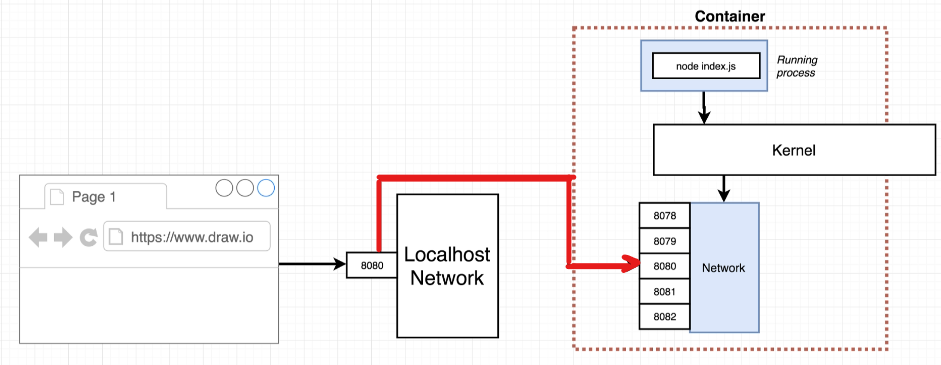 Container
node index.js
Running
process
Kernel
Page 1
https://www.draw.io
8080
Localhost
Network
8078
8079
8080
8081
8082
Network